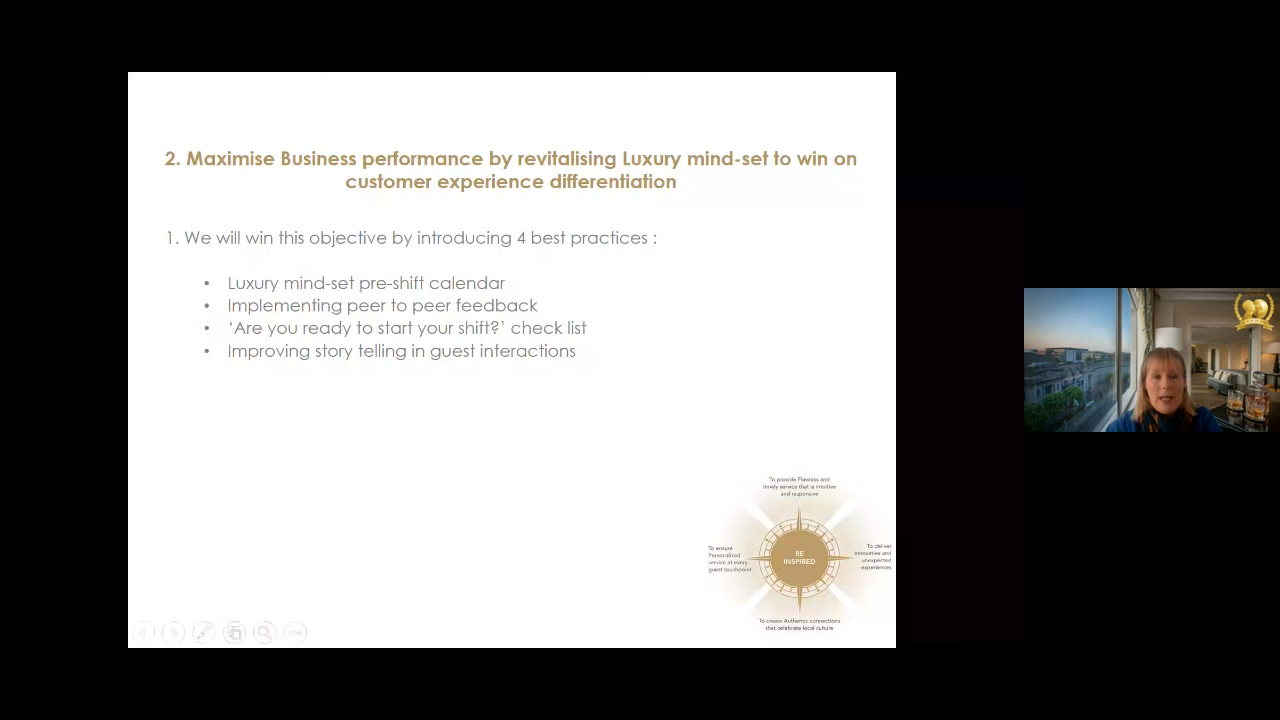 2. Maximise Business performance by revitalising Luxury mind-set to win on
customer experience differentiation
1. We will win this objective by introducing 4 best practices :
• Luxury mind-set pre-shift calendar
• Implementing peer to peer feedback
• ‘Are you ready to start your shift?’ check list
• Improving story telling in guest interactions
To provide Flawless and
timely service that is intuitive
and responsive
To ensure
Personalized
service at every
guest touchpoint
BE
INSPIRED
To deliver
Innovative and
unexpected
experiences
To create Authentic connections
that celebrate local culture